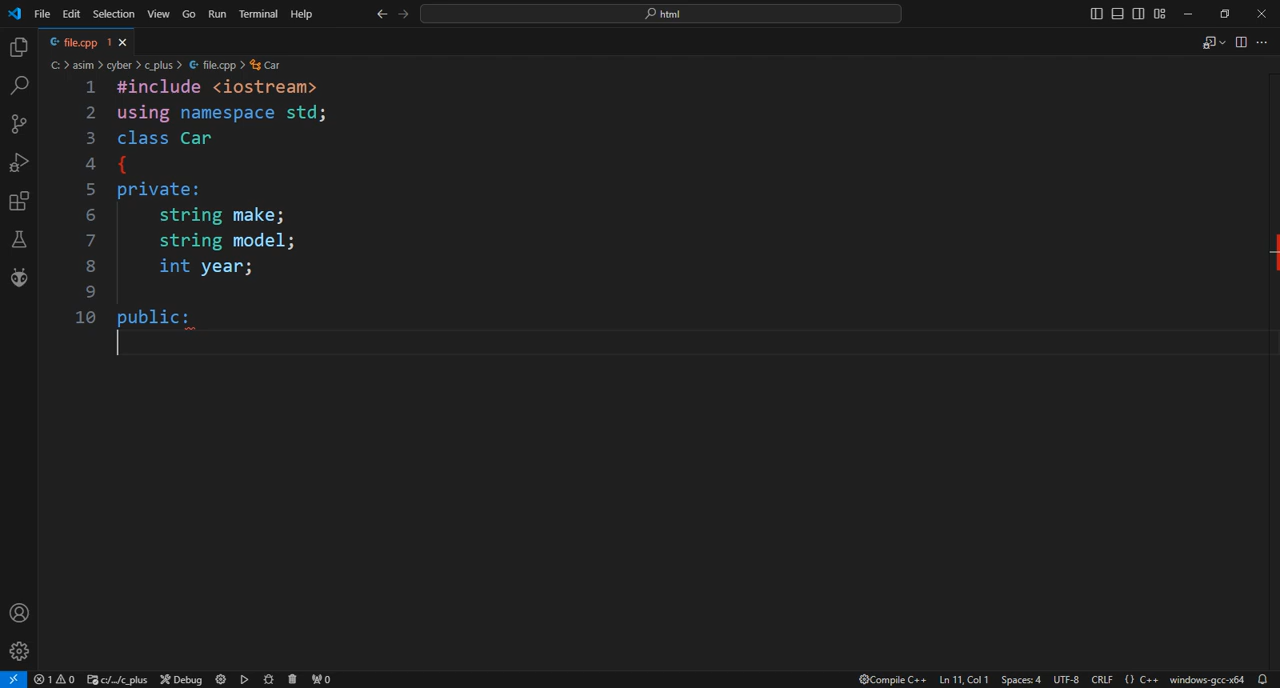 File Edit Selection View Go Run Terminal Help html
file.cpp 1
C: > asim > cyber > c_plus > file.cpp > Car
1 #include <iostream>
2 using namespace std;
3 class Car
4 {
5 private:
6 string make;
7 string model;
8 int year;
9
10 public:
1 0 c:/.../c_plus Debug 0 Compile C++ Ln 11, Col 1 Spaces: 4 UTF-8 CRLF {} C++ windows-gcc-x64